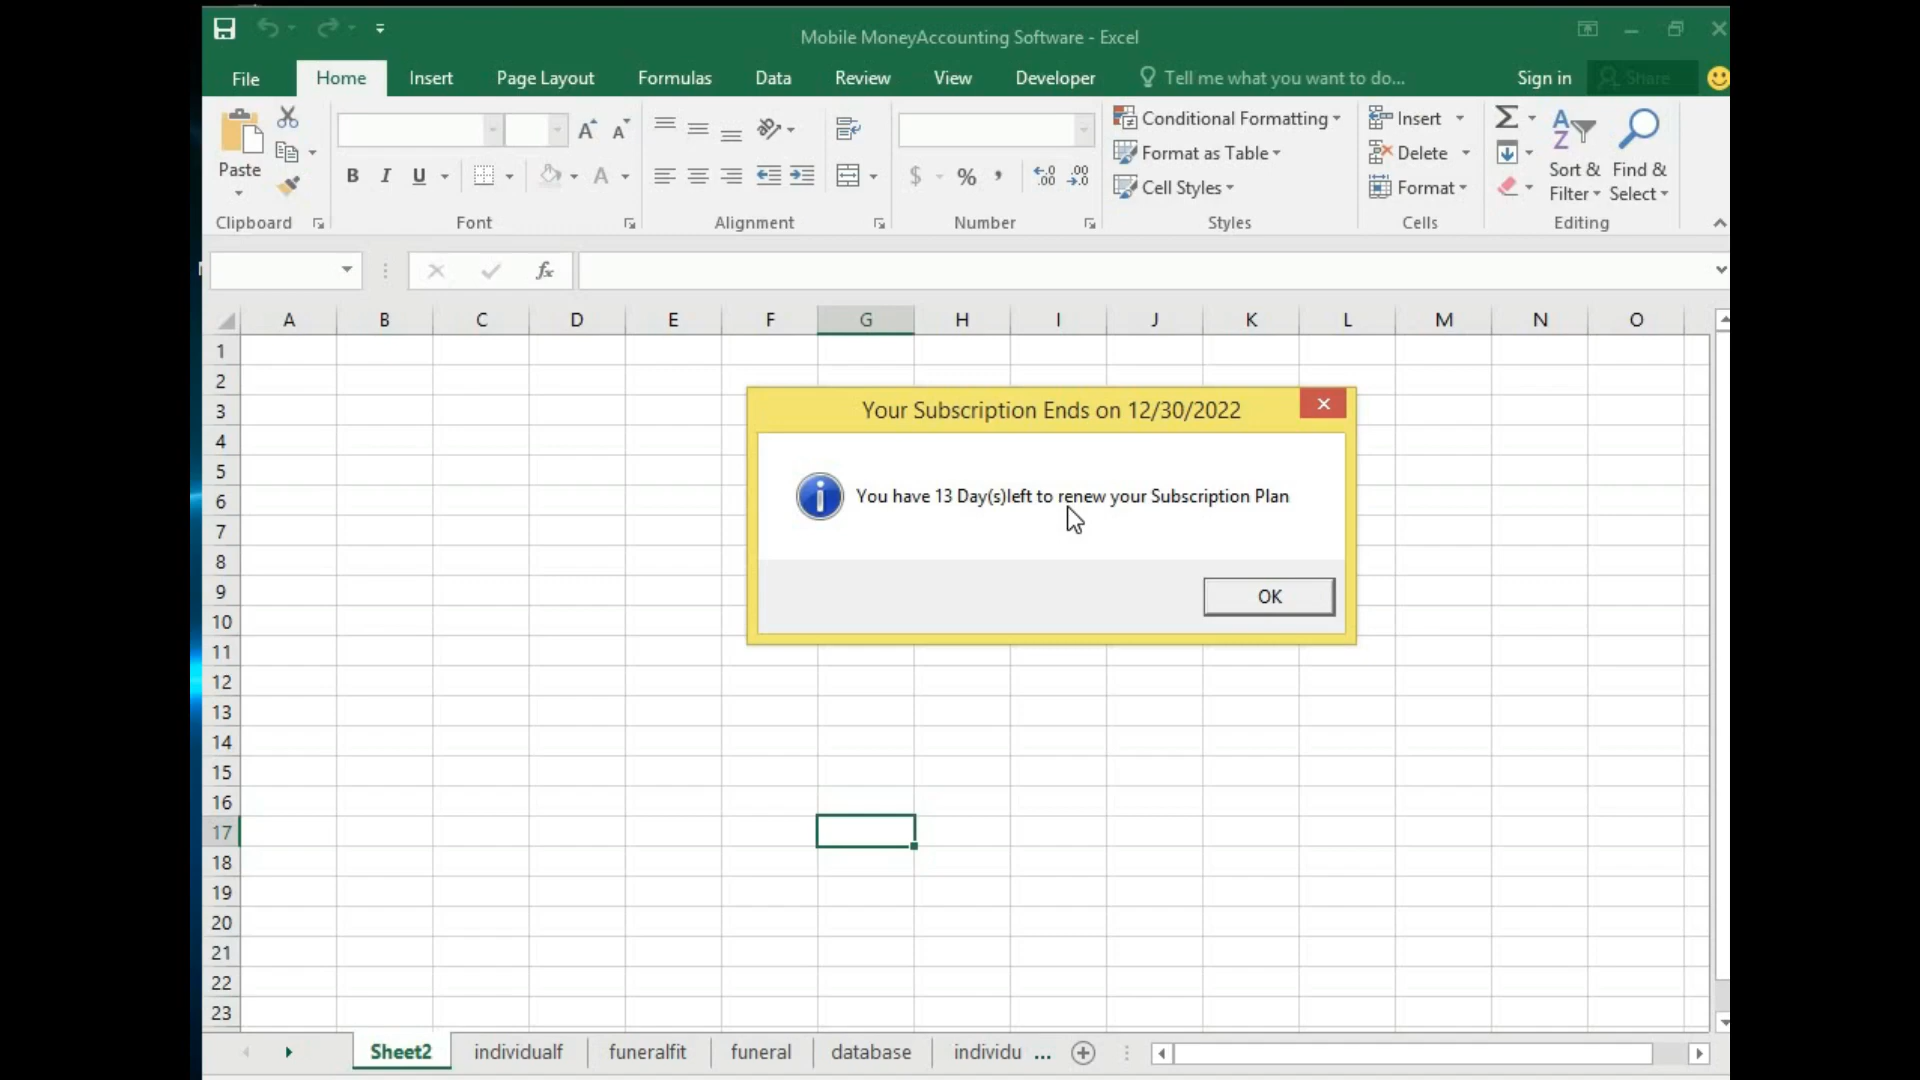 Mobile MoneyAccounting Software - Excel
File Home Insert Page Layout Formulas Data Review View Developer Tell me what you want to do... Sign in Share
Paste
B I U
A A
A
$ % ,
Conditional Formatting
Format as Table
Cell Styles
Insert
Delete
Format
Sort & Filter
Find & Select
Clipboard Font Alignment Number Styles Cells Editing
fx
A B C D E F G H I J K L M N O
1
2
3
4
5
6
7
8
9
10
11
12
13
14
15
16
17
18
19
20
21
22
23
Your Subscription Ends on 12/30/2022
You have 13 Day(s)left to renew your Subscription Plan
OK
Sheet2 individualf funeralfit funeral database individu ...